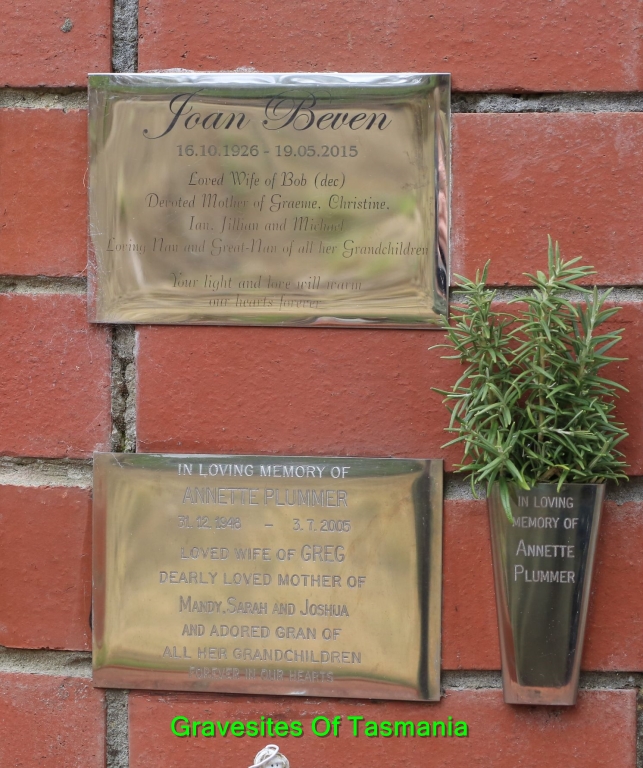 Joan Beven
16.10.1926 - 19.05.2015
Loved Wife of Bob (dec)
Devoted Mother of Graeme, Christine,
Ian, Jillian and Michael
Loving Nan and Great-Nan of all her Grandchildren
Your light and love will warm
our hearts forever
IN LOVING MEMORY OF
ANNETTE PLUMMER
31.12.1946 – 3.7.2005
LOVED WIFE OF GREG
DEARLY LOVED MOTHER OF
MANDY, SARAH AND JOSHUA
AND ADORED GRAN OF
ALL HER GRANDCHILDREN
FOREVER IN OUR HEARTS
IN LOVING
MEMORY OF
ANNETTE
PLUMMER
Gravesites Of Tasmania